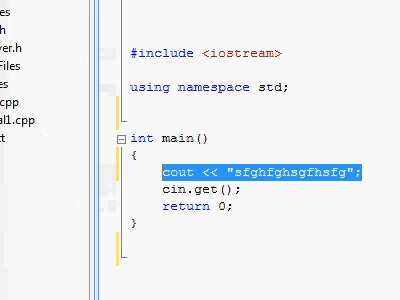 es
h
ver.h
Files
es
.cpp
al1.cpp
xt
#include <iostream>
using namespace std;
int main()
{
cout << "sfghfghsgfhsfg";
cin.get();
return 0;
}